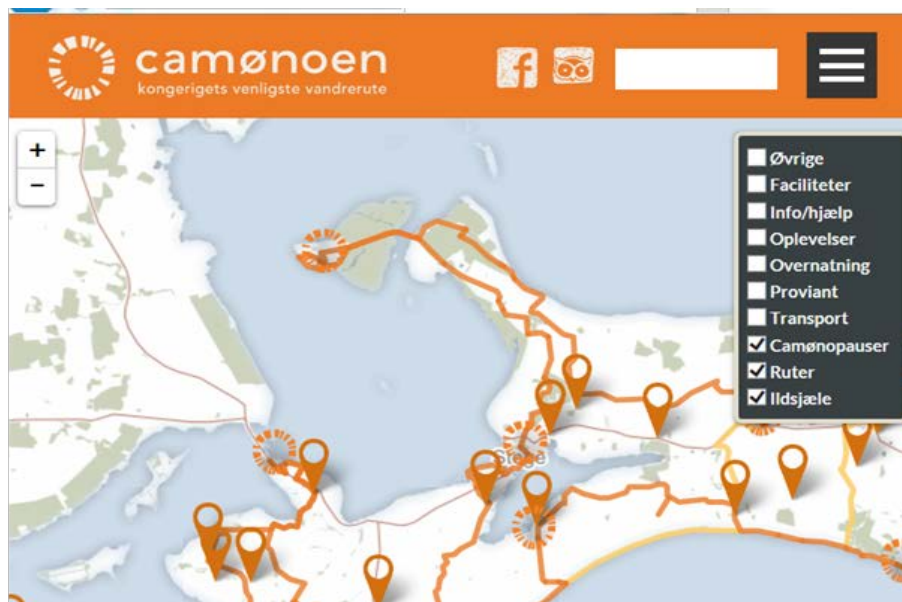 camønoen
kongerigets venligste vandrerute
f
+
−
Øvrige
Faciliteter
Info/hjælp
Oplevelser
Overnatning
Proviant
Transport
Camønopauser
Ruter
Ildsjæle
Stege